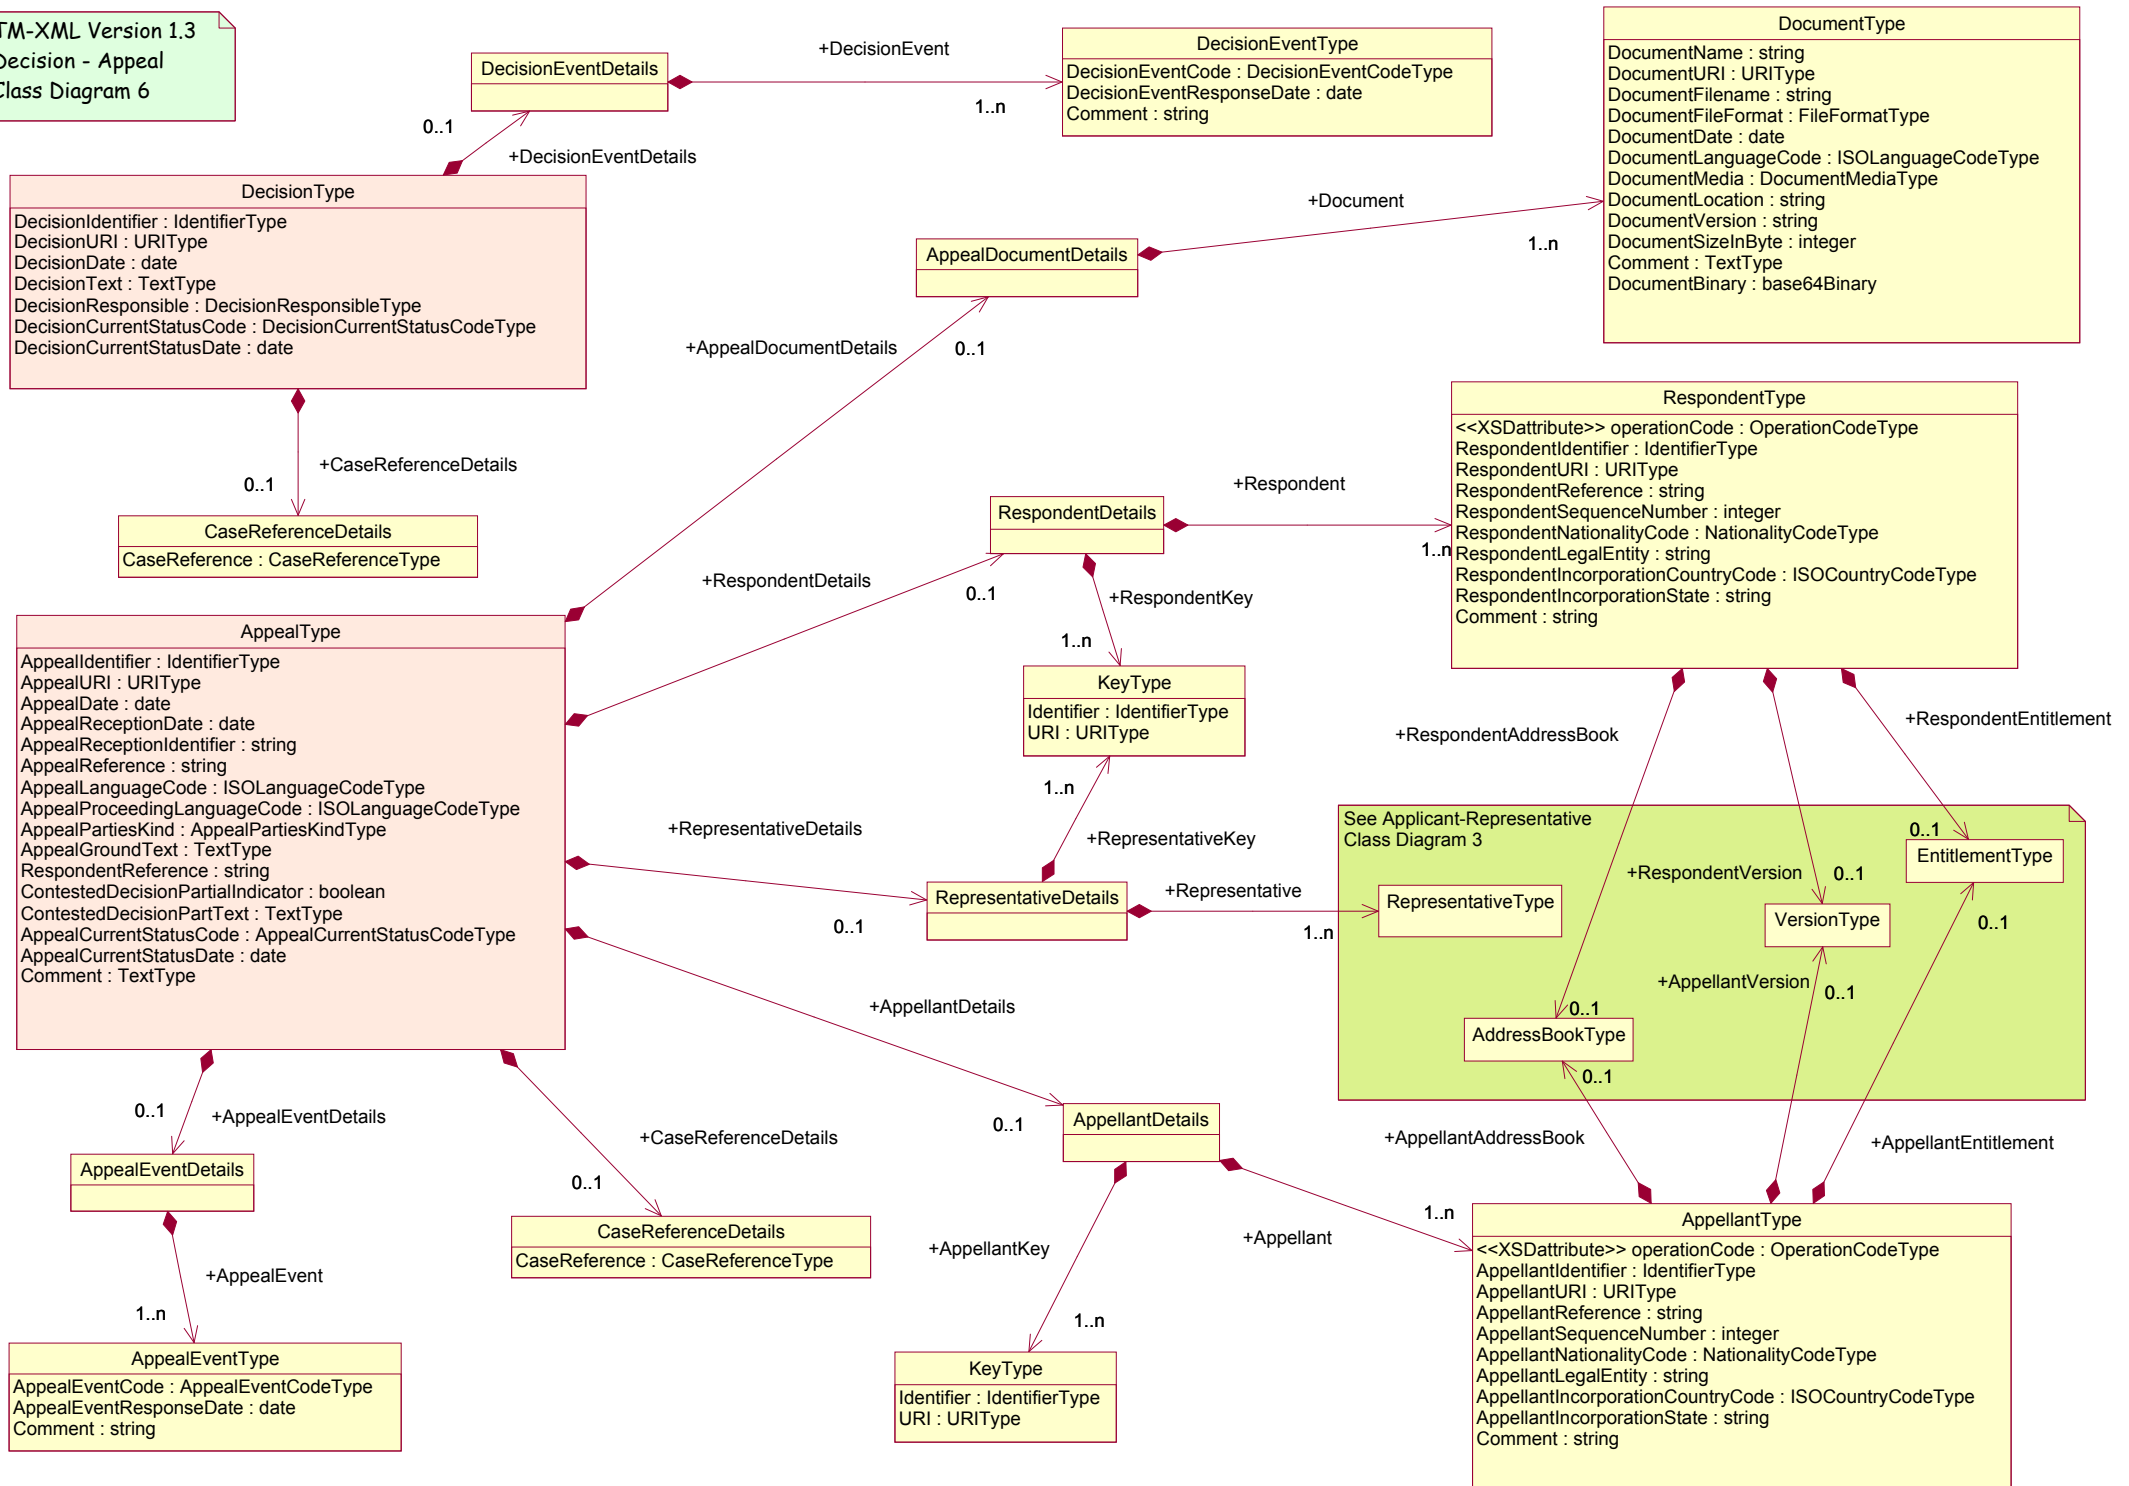 TM-XML Version 1.3
Decision - Appeal
Class Diagram 6
DecisionEventDetails
+DecisionEvent
1..n
DecisionEventType
DecisionEventCode : DecisionEventCodeType
DecisionEventResponseDate : date
Comment : string
DocumentType
DocumentName : string
DocumentURI : URIType
DocumentFilename : string
DocumentFileFormat : FileFormatType
DocumentDate : date
DocumentLanguageCode : ISOLanguageCodeType
DocumentMedia : DocumentMediaType
DocumentLocation : string
DocumentVersion : string
DocumentSizeInByte : integer
Comment : TextType
DocumentBinary : base64Binary
0..1
+DecisionEventDetails
DecisionType
DecisionIdentifier : IdentifierType
DecisionURI : URIType
DecisionDate : date
DecisionText : TextType
DecisionResponsible : DecisionResponsibleType
DecisionCurrentStatusCode : DecisionCurrentStatusCodeType
DecisionCurrentStatusDate : date
+Document
1..n
AppealDocumentDetails
+AppealDocumentDetails
0..1
+CaseReferenceDetails
0..1
CaseReferenceDetails
CaseReference : CaseReferenceType
RespondentType
<<XSDattribute>> operationCode : OperationCodeType
RespondentIdentifier : IdentifierType
RespondentURI : URIType
RespondentReference : string
RespondentSequenceNumber : integer
RespondentNationalityCode : NationalityCodeType
RespondentLegalEntity : string
RespondentIncorporationCountryCode : ISOCountryCodeType
RespondentIncorporationState : string
Comment : string
+Respondent
1..n
RespondentDetails
+RespondentDetails
0..1
+RespondentKey
1..n
KeyType
Identifier : IdentifierType
URI : URIType
1..n
+RepresentativeKey
AppealType
AppealIdentifier : IdentifierType
AppealURI : URIType
AppealDate : date
AppealReceptionDate : date
AppealReceptionIdentifier : string
AppealReference : string
AppealLanguageCode : ISOLanguageCodeType
AppealProceedingLanguageCode : ISOLanguageCodeType
AppealPartiesKind : AppealPartiesKindType
AppealGroundText : TextType
RespondentReference : string
ContestedDecisionPartialIndicator : boolean
ContestedDecisionPartText : TextType
AppealCurrentStatusCode : AppealCurrentStatusCodeType
AppealCurrentStatusDate : date
Comment : TextType
+RepresentativeDetails
0..1
RepresentativeDetails
+Representative
1..n
+RespondentAddressBook
+RespondentEntitlement
See Applicant-Representative
Class Diagram 3
RepresentativeType
+RespondentVersion
0..1
0..1
EntitlementType
VersionType
0..1
+AppellantVersion
0..1
0..1
AddressBookType
0..1
+AppellantDetails
0..1
AppellantDetails
+AppellantAddressBook
+AppellantEntitlement
0..1
+AppealEventDetails
AppealEventDetails
+AppealEvent
1..n
AppealEventType
AppealEventCode : AppealEventCodeType
AppealEventResponseDate : date
Comment : string
+CaseReferenceDetails
0..1
CaseReferenceDetails
CaseReference : CaseReferenceType
+AppellantKey
1..n
KeyType
Identifier : IdentifierType
URI : URIType
+Appellant
1..n
AppellantType
<<XSDattribute>> operationCode : OperationCodeType
AppellantIdentifier : IdentifierType
AppellantURI : URIType
AppellantReference : string
AppellantSequenceNumber : integer
AppellantNationalityCode : NationalityCodeType
AppellantLegalEntity : string
AppellantIncorporationCountryCode : ISOCountryCodeType
AppellantIncorporationState : string
Comment : string